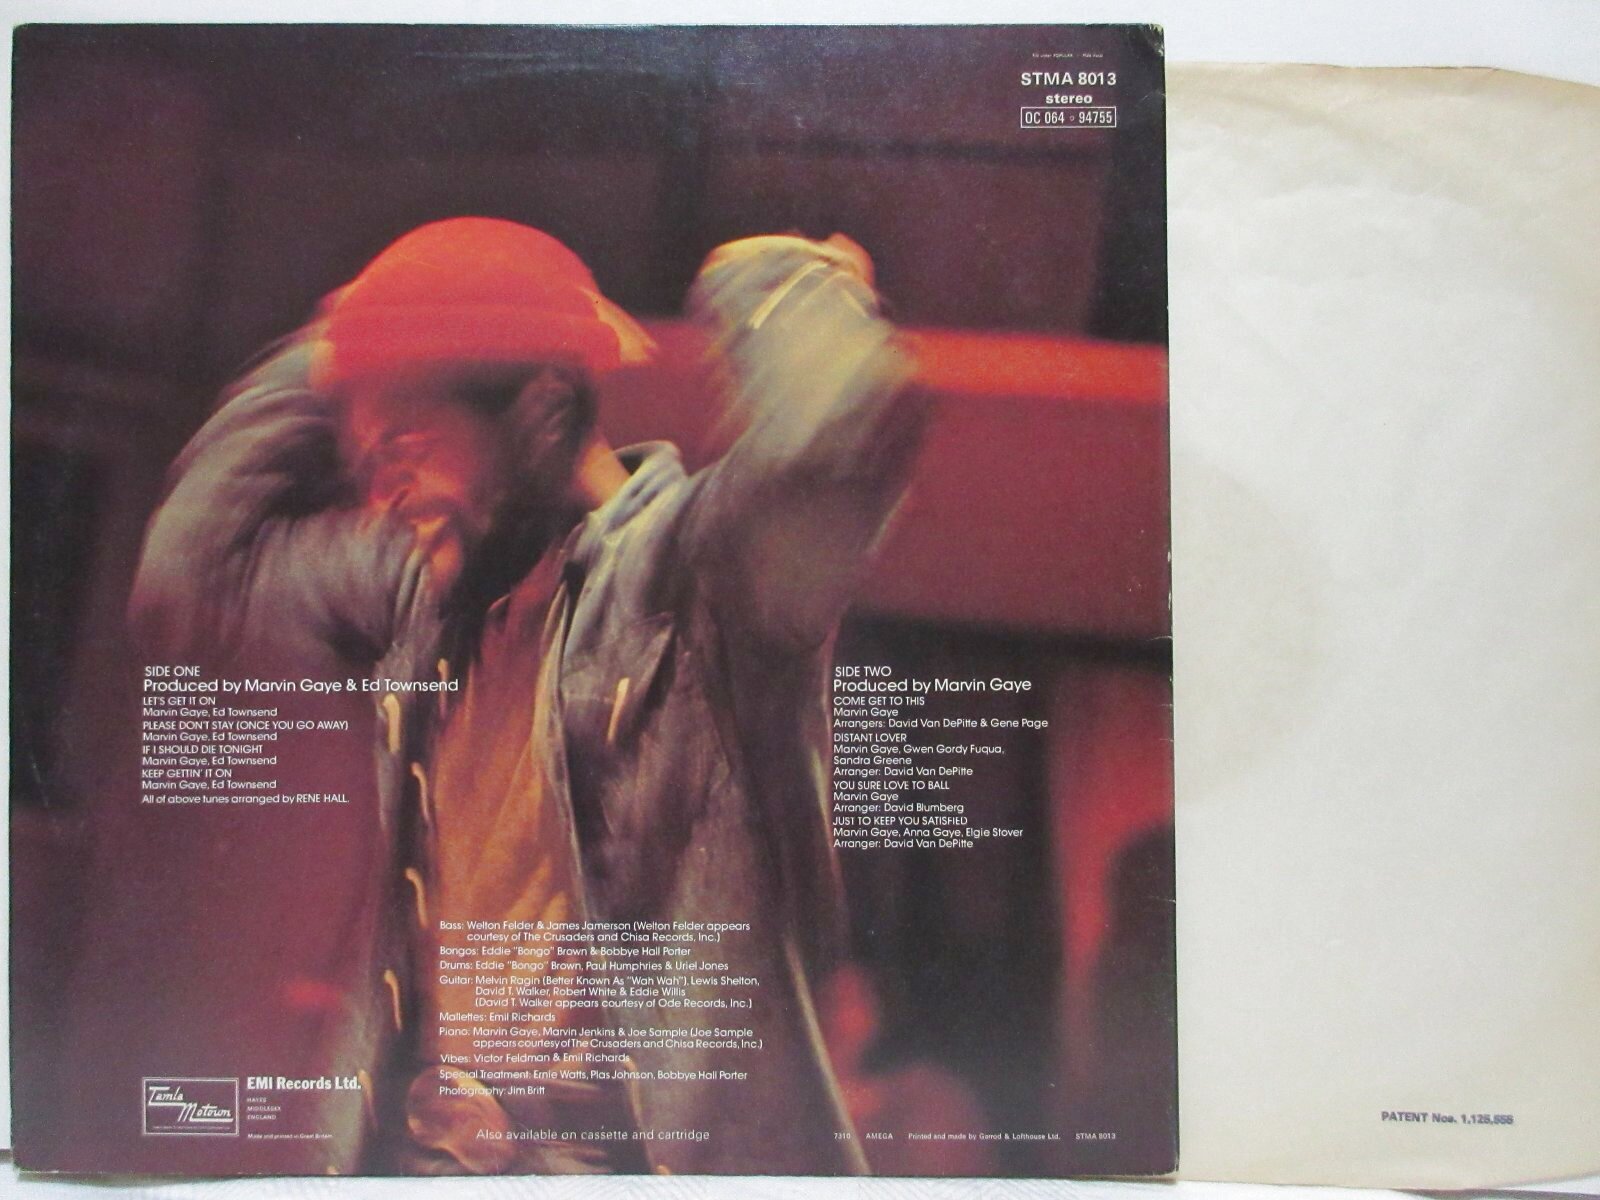 File under POPULAR : Male Vocal
STMA 8013
stereo
OC 064 ◦ 94755
SIDE ONE
Produced by Marvin Gaye & Ed Townsend
LET'S GET IT ON
Marvin Gaye, Ed Townsend
PLEASE DON'T STAY (ONCE YOU GO AWAY)
Marvin Gaye, Ed Townsend
IF I SHOULD DIE TONIGHT
Marvin Gaye, Ed Townsend
KEEP GETTIN' IT ON
Marvin Gaye, Ed Townsend
All of above tunes arranged by RENE HALL.
SIDE TWO
Produced by Marvin Gaye
COME GET TO THIS
Marvin Gaye
Arrangers: David Van DePitte & Gene Page
DISTANT LOVER
Marvin Gaye, Gwen Gordy Fuqua,
Sandra Greene
Arranger: David Van DePitte
YOU SURE LOVE TO BALL
Marvin Gaye
Arranger: David Blumberg
JUST TO KEEP YOU SATISFIED
Marvin Gaye, Anna Gaye, Elgie Stover
Arranger: David Van DePitte
Bass: Welton Felder & James Jamerson (Welton Felder appears
courtesy of The Crusaders and Chisa Records, Inc.)
Bongos: Eddie "Bongo" Brown & Bobbye Hall Porter
Drums: Eddie "Bongo" Brown, Paul Humphries & Uriel Jones
Guitar: Melvin Ragin (Better Known As "Wah Wah"), Lewis Shelton,
David T. Walker, Robert White & Eddie Willis
(David T. Walker appears courtesy of Ode Records, Inc.)
Mallettes: Emil Richards
Piano: Marvin Gaye, Marvin Jenkins & Joe Sample (Joe Sample
appears courtesy of The Crusaders and Chisa Records, Inc.)
Vibes: Victor Feldman & Emil Richards
Special Treatment: Ernie Watts, Plas Johnson, Bobbye Hall Porter
Photography: Jim Britt
Tamla
Motown
EMI Records Ltd.
HAYES
MIDDLESEX
ENGLAND
Made and printed in Great Britain
Also available on cassette and cartridge
7310 AMEGA Printed and made by Garrod & Lofthouse Ltd. STMA 8013
PATENT Nos. 1,125,555